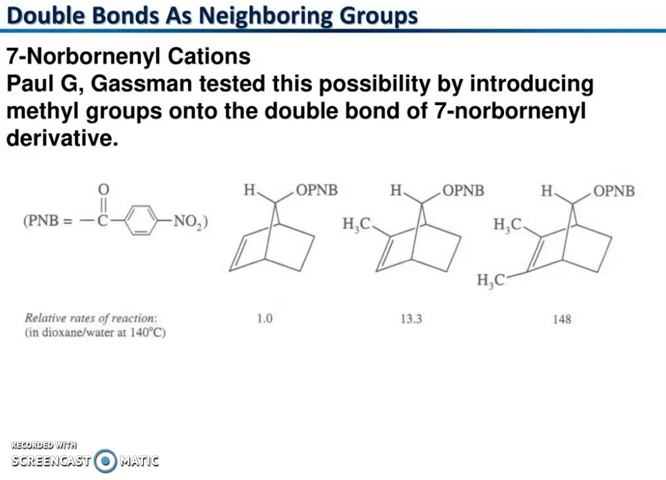 Double Bonds As Neighboring Groups
7-Norbornenyl Cations
Paul G, Gassman tested this possibility by introducing
methyl groups onto the double bond of 7-norbornenyl
derivative.
O
(PNB = —C— —NO₂)
H OPNB H OPNB H OPNB
H₃C H₃C
H₃C
Relative rates of reaction: 1.0 13.3 148
(in dioxane/water at 140°C)
RECORDED WITH
SCREENCAST MATIC